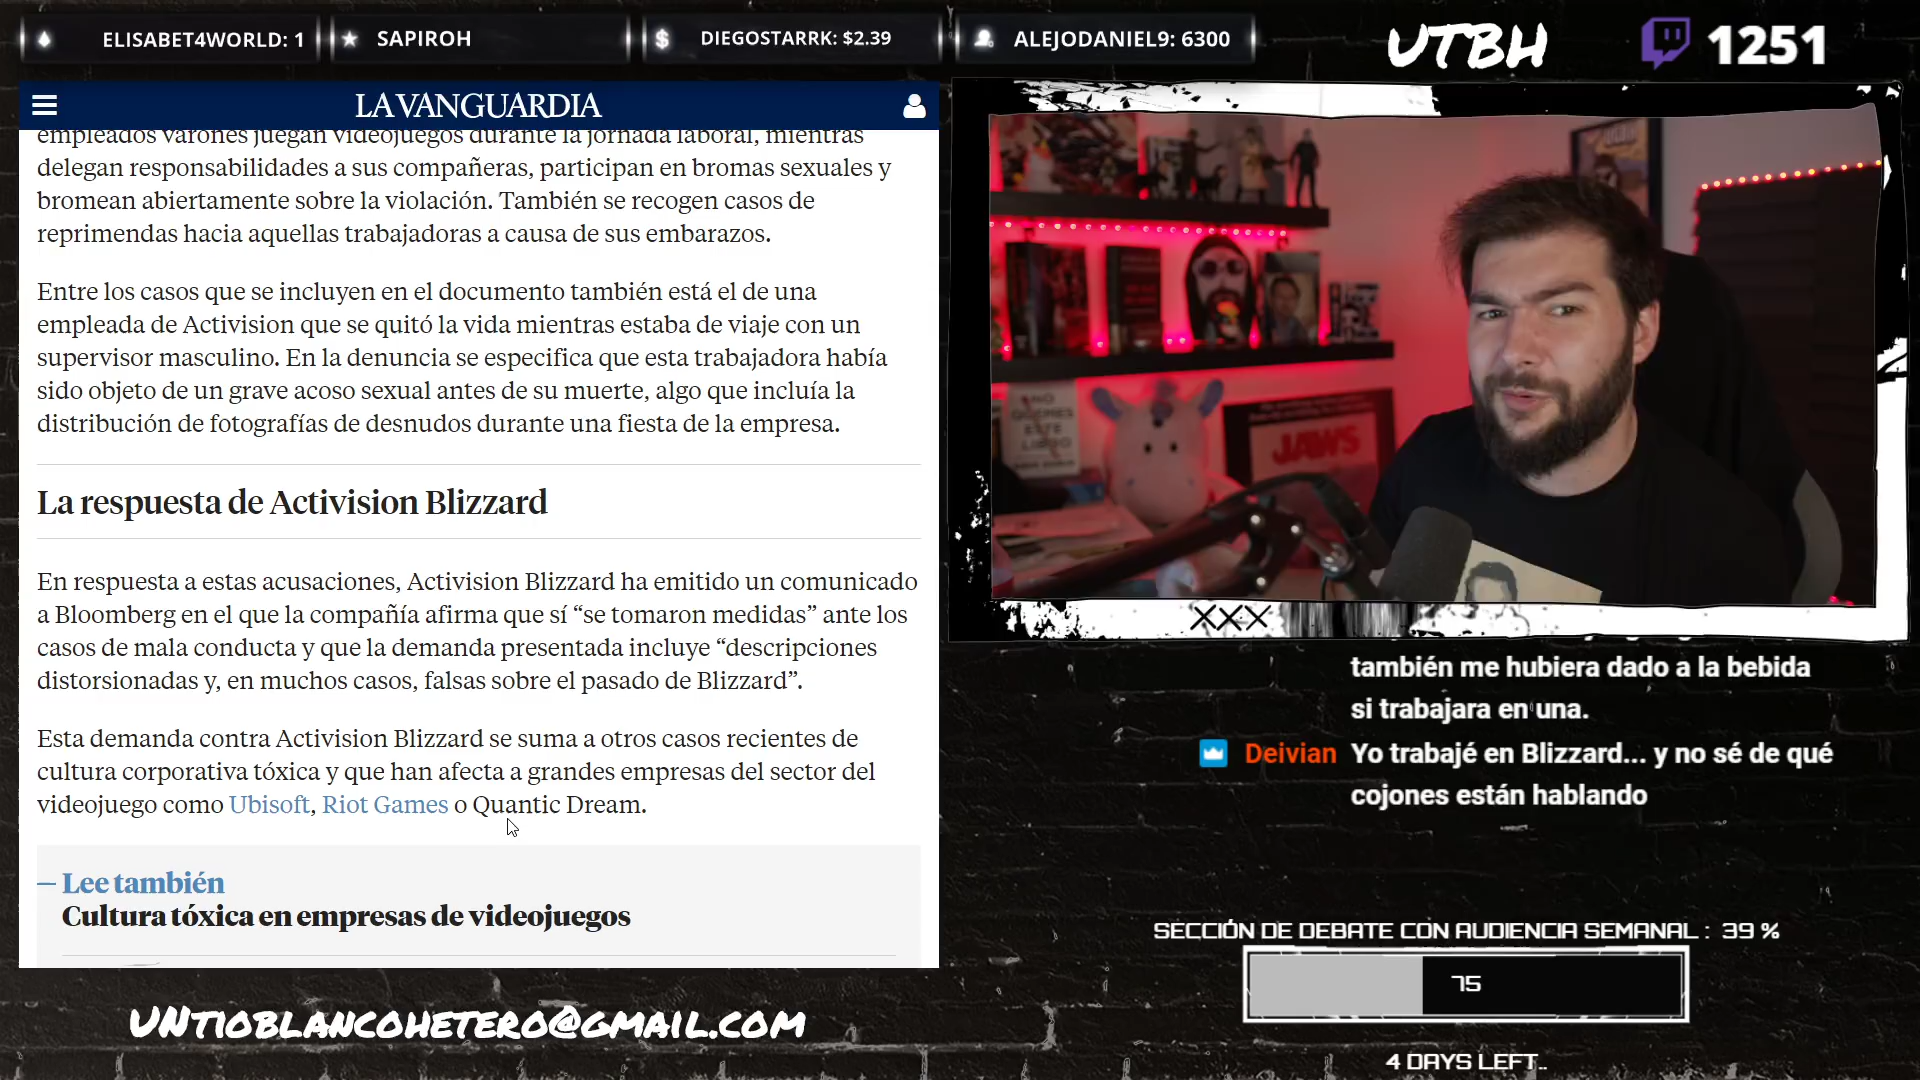 ELISABET4WORLD: 1
SAPIROH
DIEGOSTARRK: $2.39
ALEJODANIEL9: 6300
UTBH
1251
LA VANGUARDIA
empleados varones juegan videojuegos durante la jornada laboral, mientras
delegan responsabilidades a sus compañeras, participan en bromas sexuales y
bromean abiertamente sobre la violación. También se recogen casos de
reprimendas hacia aquellas trabajadoras a causa de sus embarazos.
Entre los casos que se incluyen en el documento también está el de una
empleada de Activision que se quitó la vida mientras estaba de viaje con un
supervisor masculino. En la denuncia se especifica que esta trabajadora había
sido objeto de un grave acoso sexual antes de su muerte, algo que incluía la
distribución de fotografías de desnudos durante una fiesta de la empresa.
La respuesta de Activision Blizzard
En respuesta a estas acusaciones, Activision Blizzard ha emitido un comunicado
a Bloomberg en el que la compañía afirma que sí “se tomaron medidas” ante los
casos de mala conducta y que la demanda presentada incluye “descripciones
distorsionadas y, en muchos casos, falsas sobre el pasado de Blizzard”.
Esta demanda contra Activision Blizzard se suma a otros casos recientes de
cultura corporativa tóxica y que han afecta a grandes empresas del sector del
videojuego como Ubisoft, Riot Games o Quantic Dream.
Lee también
Cultura tóxica en empresas de videojuegos
NO
QUEMES
ESTE
LIBRO
JAWS
XXX
también me hubiera dado a la bebida
si trabajara en una.
Deivian Yo trabajé en Blizzard... y no sé de qué
cojones están hablando
SECCIÓN DE DEBATE CON AUDIENCIA SEMANAL : 39 %
75
4 DAYS LEFT..
UNTIOBLANCOHETERO@GMAIL.COM